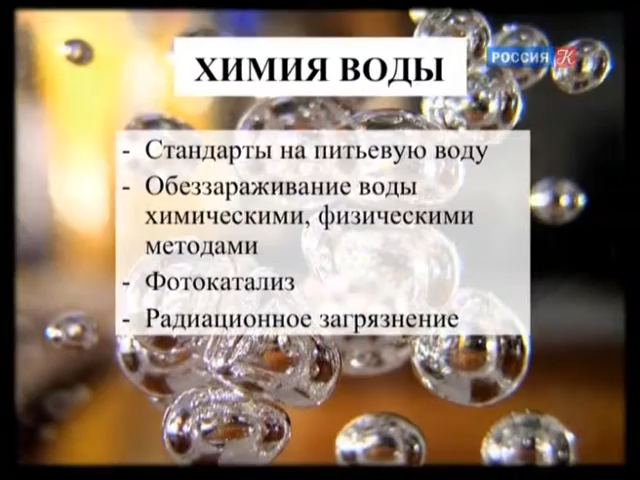 РОССИЯ К
ХИМИЯ ВОДЫ
- Стандарты на питьевую воду
- Обеззараживание воды
химическими, физическими
методами
- Фотокатализ
- Радиационное загрязнение